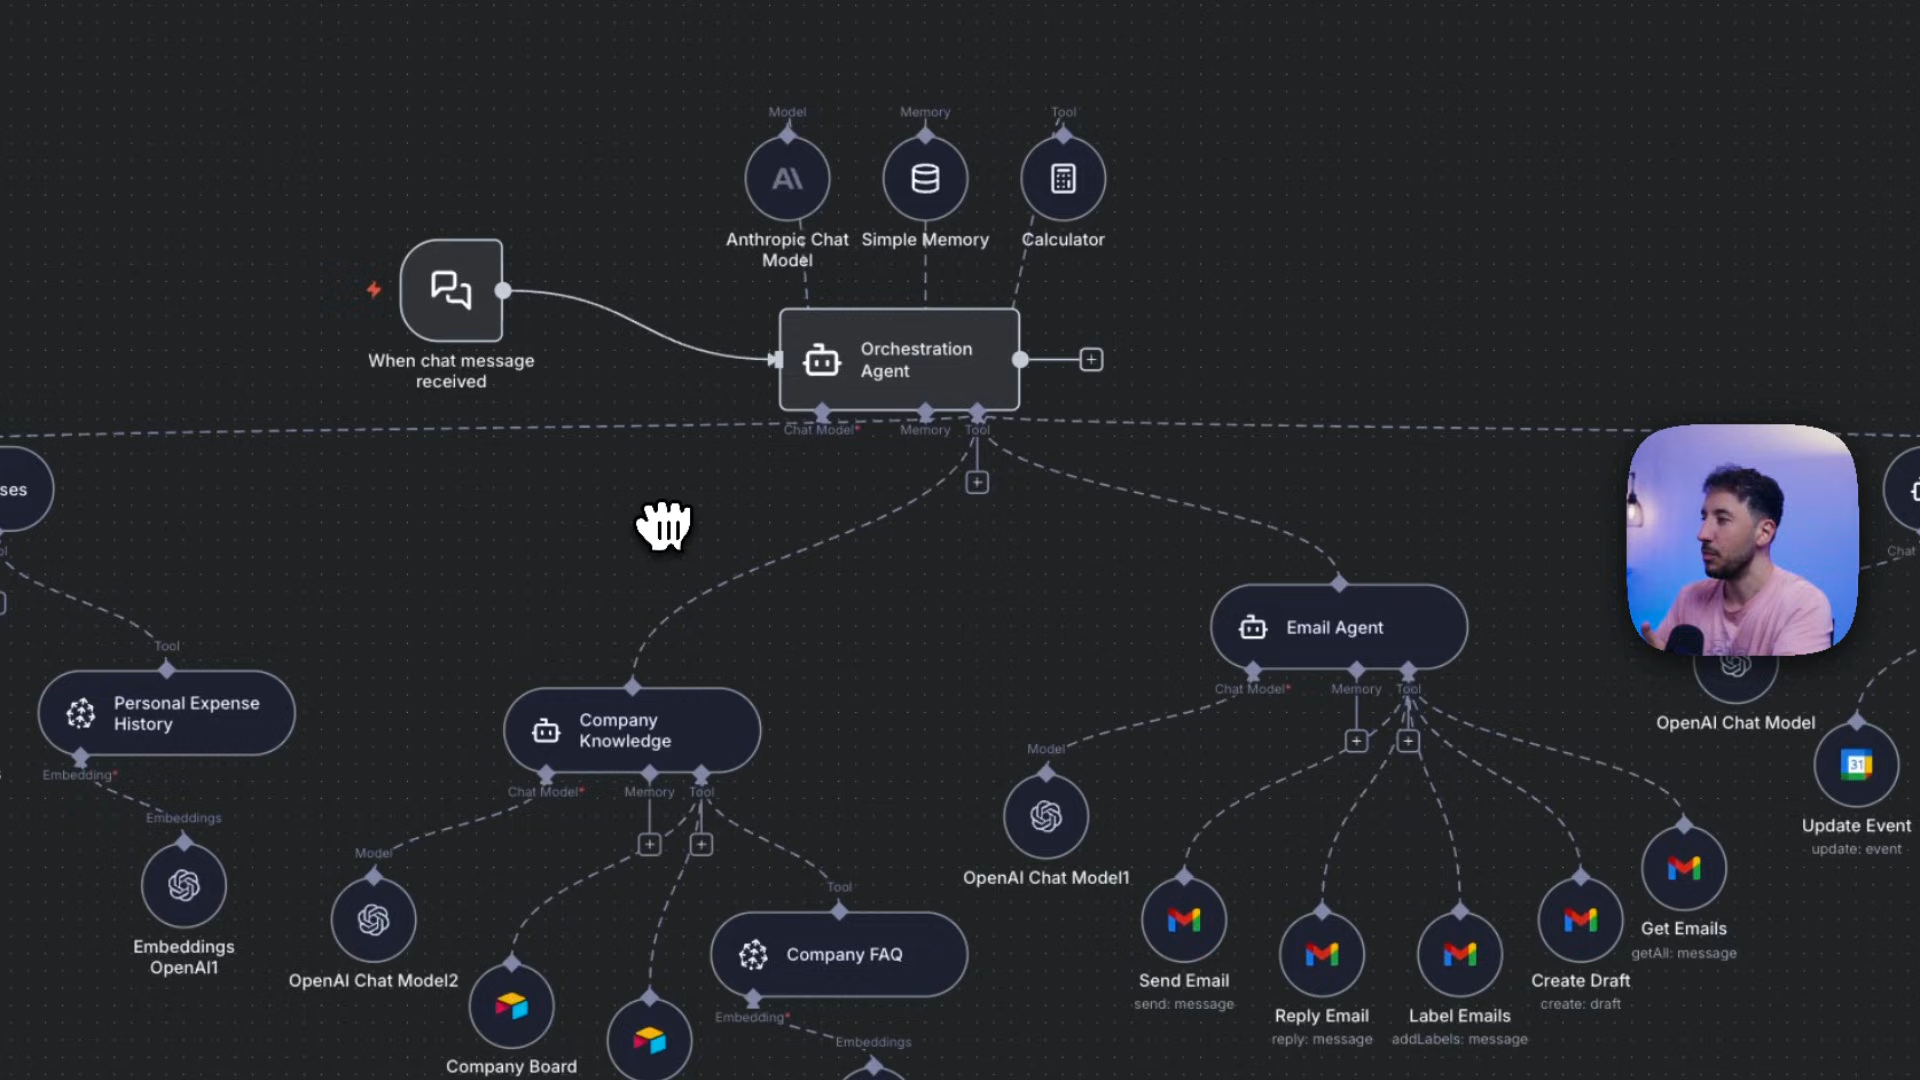 Model
Memory
Tool
Anthropic Chat
Model
Simple Memory
Calculator
When chat message
received
Orchestration
Agent
Chat Model*
Memory
Tool
ses
Chat
Tool
Personal Expense
History
Embedding*
Embeddings
Embeddings
OpenAI1
Company
Knowledge
Chat Model*
Memory
Tool
Model
OpenAI Chat Model2
Company Board
Tool
Company FAQ
Embedding*
Embeddings
Email Agent
Chat Model*
Memory
Tool
Model
OpenAI Chat Model1
Send Email
send: message
Reply Email
reply: message
Label Emails
addLabels: message
Create Draft
create: draft
Get Emails
getAll: message
OpenAI Chat Model
31
Update Event
update: event